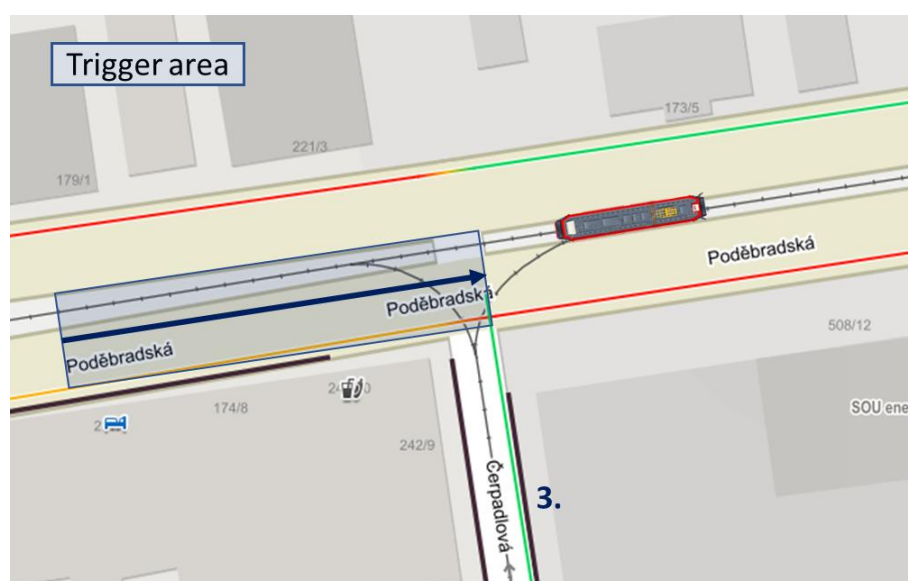 Trigger area
173/5
221/3
179/1
Poděbradská
Poděbradská
Poděbradská
508/12
174/8
242/9
SOU ene
Čerpadlová
3.